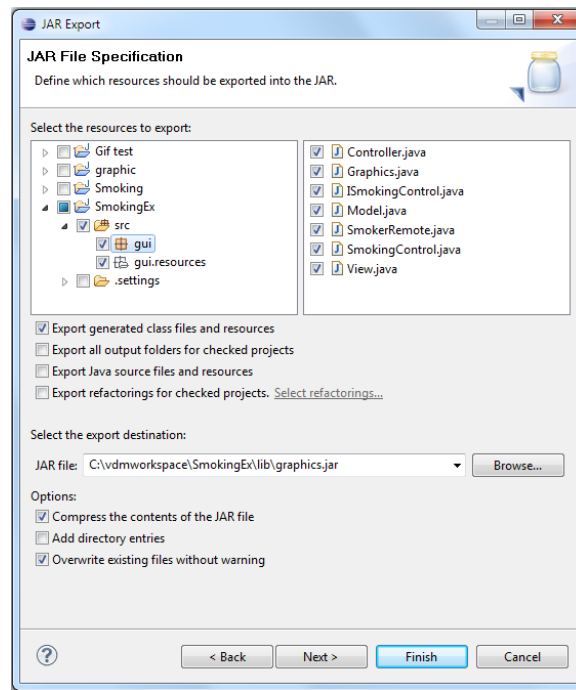 JAR Export
JAR File Specification
Define which resources should be exported into the JAR.
Select the resources to export:
Gif test
graphic
Smoking
SmokingEx
src
gui
gui.resources
.settings
Controller.java
Graphics.java
ISmokingControl.java
Model.java
SmokerRemote.java
SmokingControl.java
View.java
Export generated class files and resources
Export all output folders for checked projects
Export Java source files and resources
Export refactorings for checked projects. Select refactorings...
Select the export destination:
JAR file: C:\vdmworkspace\SmokingEx\lib\graphics.jar Browse...
Options:
Compress the contents of the JAR file
Add directory entries
Overwrite existing files without warning
< Back Next > Finish Cancel